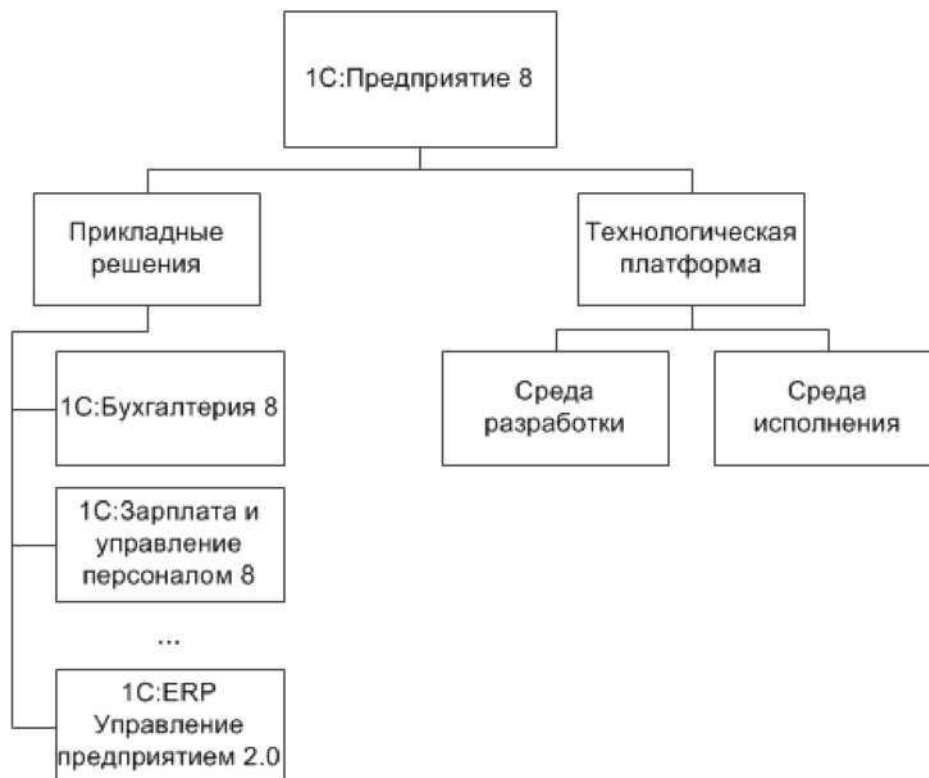 1С:Предприятие 8
Прикладные
решения
Технологическая
платформа
1С:Бухгалтерия 8
Среда
разработки
Среда
исполнения
1С:Зарплата и
управление
персоналом 8
...
1С:ERP
Управление
предприятием 2.0